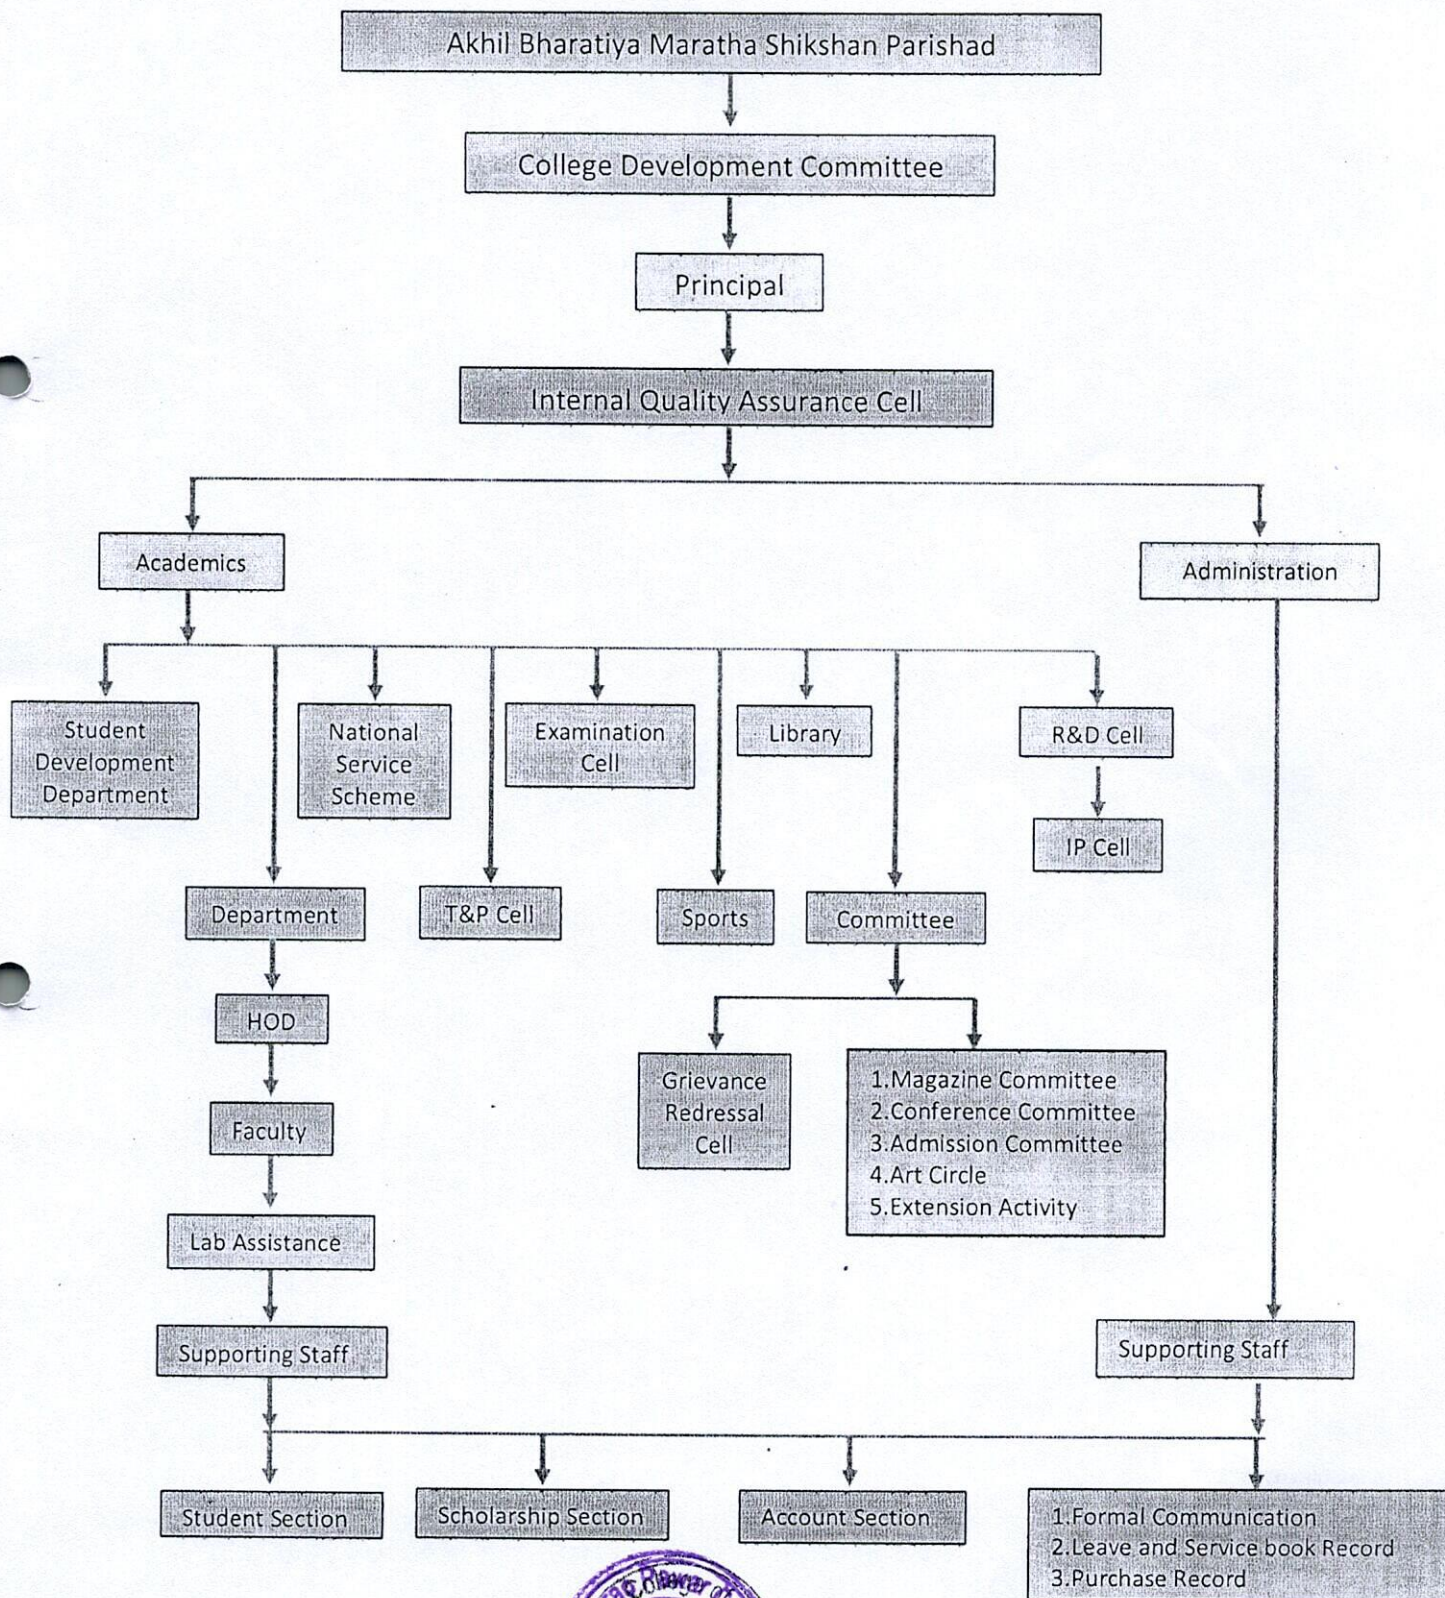 Akhil Bharatiya Maratha Shikshan Parishad
College Development Committee
Principal
Internal Quality Assurance Cell
Academics
Administration
Student
Development
Department
National
Service
Scheme
Examination
Cell
Library
R&D Cell
IP Cell
Department
T&P Cell
Sports
Committee
HOD
Grievance
Redressal
Cell
1.Magazine Committee
2.Conference Committee
3.Admission Committee
4.Art Circle
5.Extension Activity
Faculty
Lab Assistance
Supporting Staff
Supporting Staff
Student Section
Scholarship Section
Account Section
1.Formal Communication
2.Leave and Service book Record
3.Purchase Record
College of